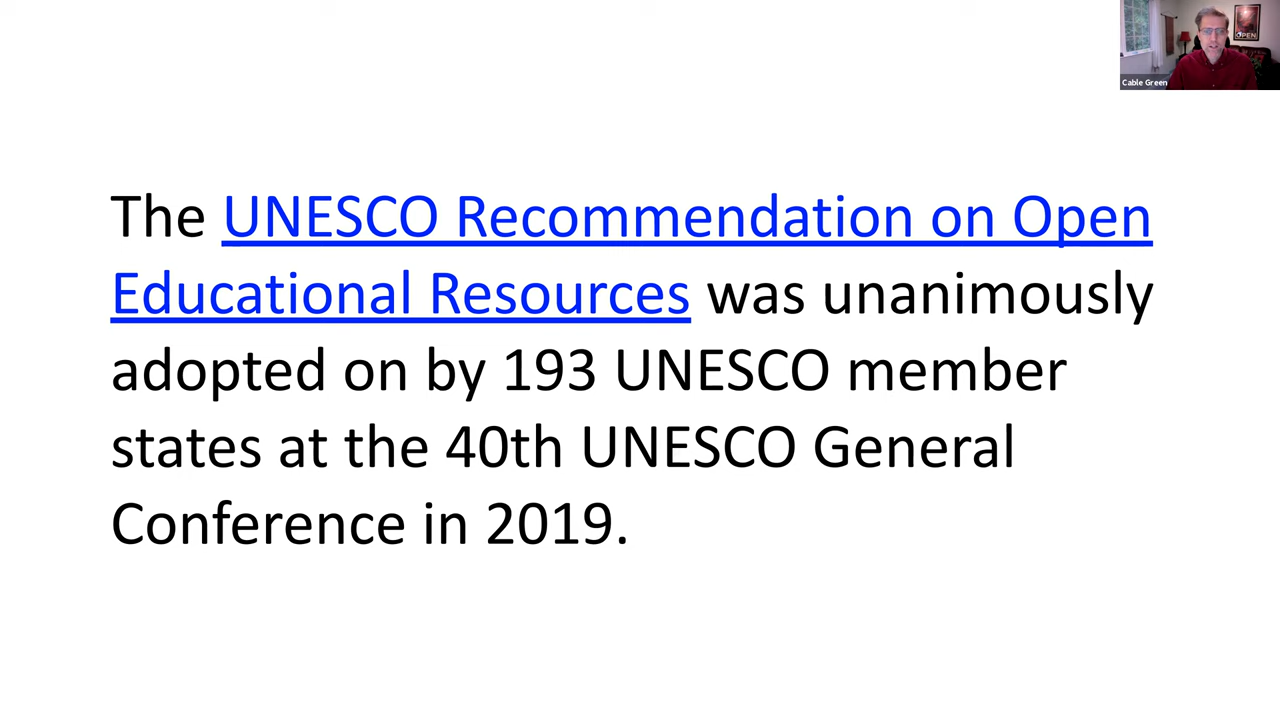 Cable Green
OPEN
The UNESCO Recommendation on Open
Educational Resources was unanimously
adopted on by 193 UNESCO member
states at the 40th UNESCO General
Conference in 2019.